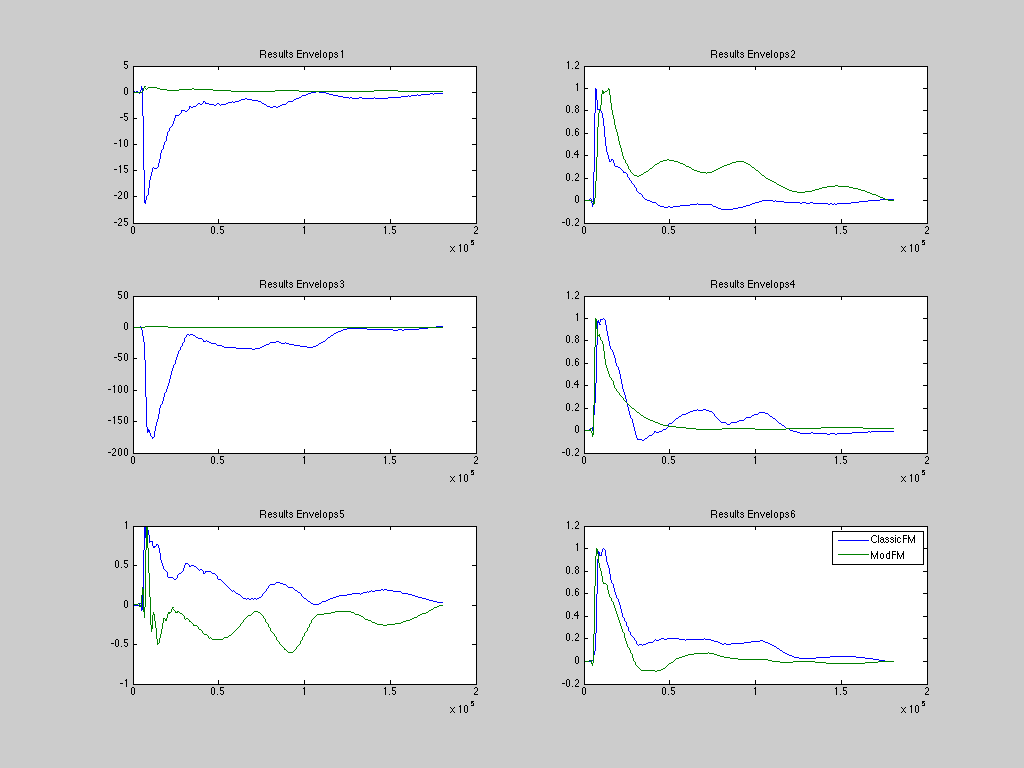 Results Envelops1
5
0
-5
-10
-15
-20
-25
0 0.5 1 1.5 2
x 10^5
Results Envelops2
1.2
1
0.8
0.6
0.4
0.2
0
-0.2
0 0.5 1 1.5 2
x 10^5
Results Envelops3
50
0
-50
-100
-150
-200
0 0.5 1 1.5 2
x 10^5
Results Envelops4
1.2
1
0.8
0.6
0.4
0.2
0
-0.2
0 0.5 1 1.5 2
x 10^5
Results Envelops5
1
0.5
0
-0.5
-1
0 0.5 1 1.5 2
x 10^5
Results Envelops6
1.2
1
0.8
0.6
0.4
0.2
0
-0.2
ClassicFM
ModFM
0 0.5 1 1.5 2
x 10^5